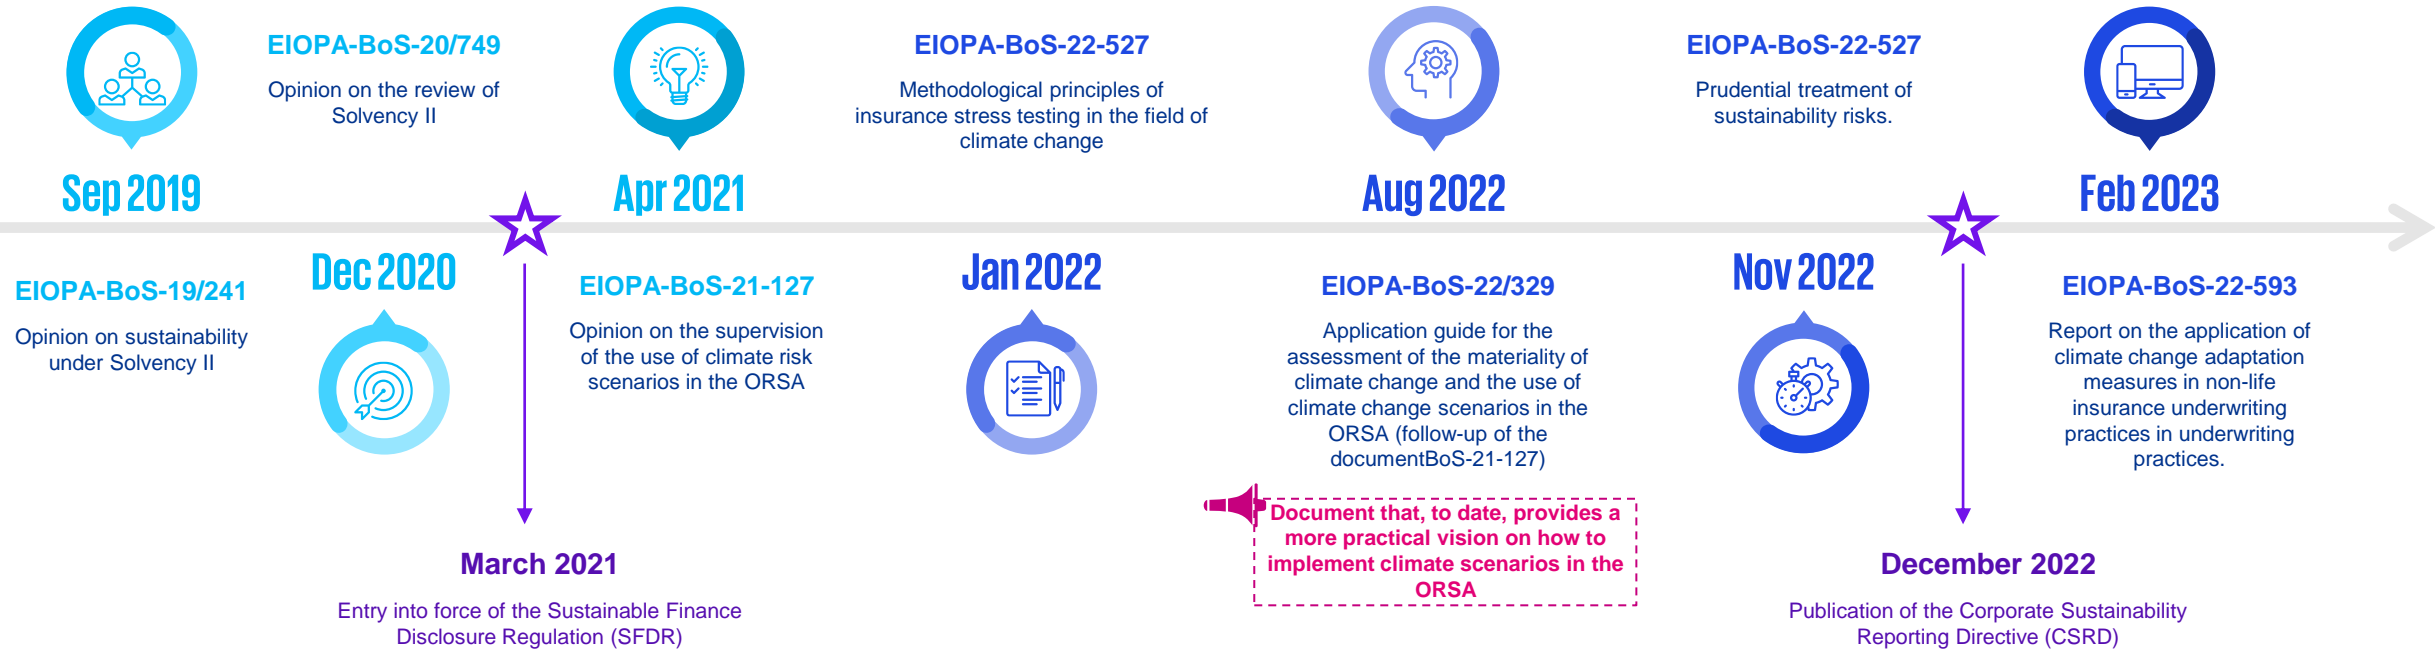 Sep 2019
EIOPA-BoS-19/241
Opinion on sustainability
under Solvency II
EIOPA-BoS-20/749
Opinion on the review of
Solvency II
Dec 2020
March 2021
Entry into force of the Sustainable Finance
Disclosure Regulation (SFDR)
Apr 2021
EIOPA-BoS-21-127
Opinion on the supervision
of the use of climate risk
scenarios in the ORSA
EIOPA-BoS-22-527
Methodological principles of
insurance stress testing in the field of
climate change
Jan 2022
Aug 2022
EIOPA-BoS-22/329
Application guide for the
assessment of the materiality of
climate change and the use of
climate change scenarios in the
ORSA (follow-up of the
documentBoS-21-127)
Document that, to date, provides a
more practical vision on how to
implement climate scenarios in the
ORSA
EIOPA-BoS-22-527
Prudential treatment of
sustainability risks.
Nov 2022
December 2022
Publication of the Corporate Sustainability
Reporting Directive (CSRD)
Feb 2023
EIOPA-BoS-22-593
Report on the application of
climate change adaptation
measures in non-life
insurance underwriting
practices in underwriting
practices.